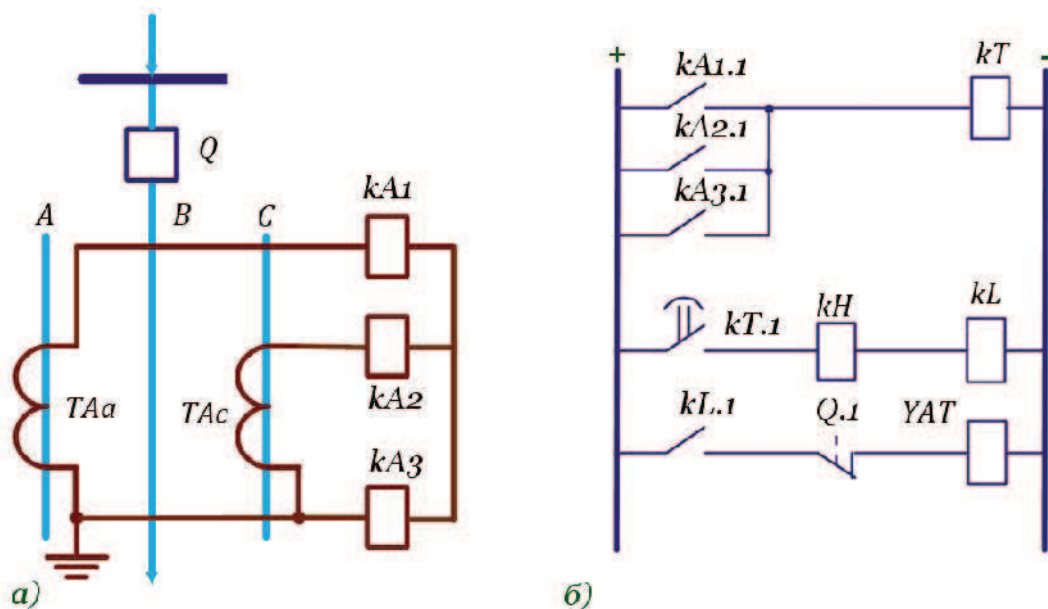 Q
A
B
C
kA1
TAa
TAc
kA2
kA3
а)
+
-
kA1.1
kT
kA2.1
kA3.1
kT.1
kH
kL
kL.1
Q.1
YAT
б)